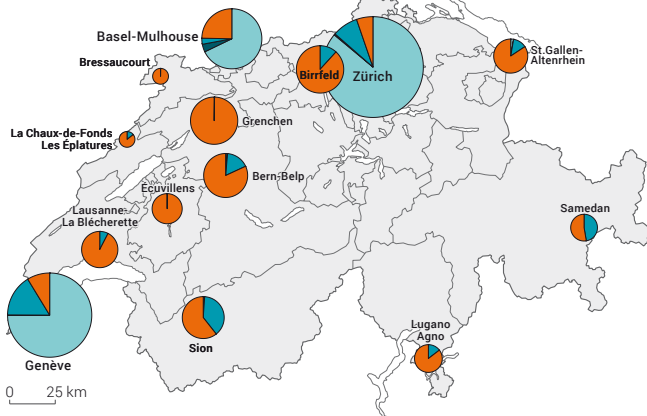 Basel-Mulhouse
Bressaucourt
Birrfeld
Zürich
St.Gallen-
Altenrhein
La Chaux-de-Fonds
Les Éplatures
Grenchen
Bern-Belp
Ecuvillens
Lausanne-
La Blécherette
Samedan
Genève
Sion
Lugano
Agno
0 25 km